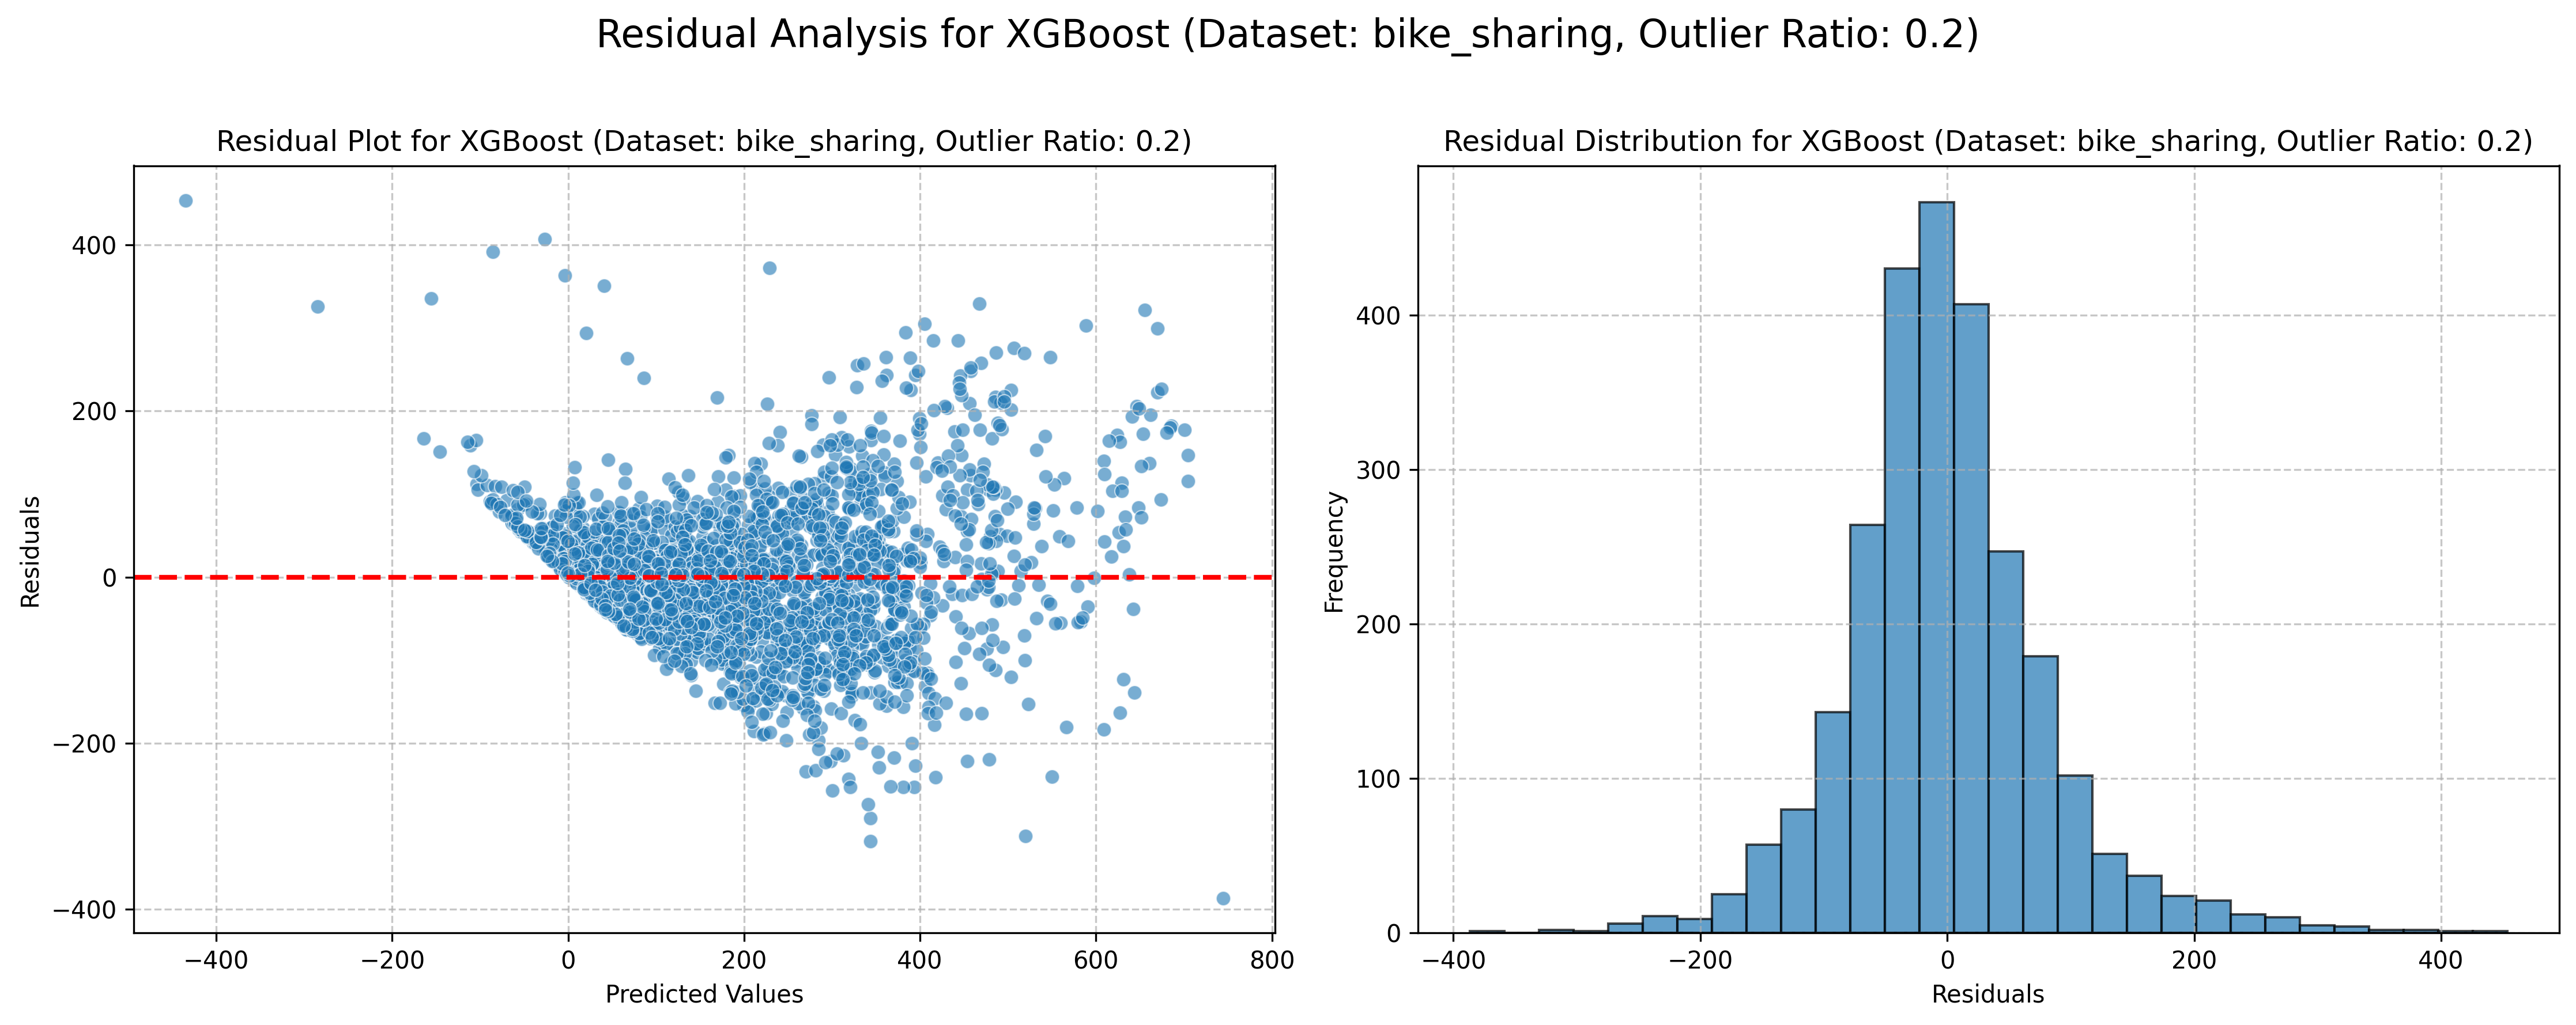 Residual Analysis for XGBoost (Dataset: bike_sharing, Outlier Ratio: 0.2)
Residual Plot for XGBoost (Dataset: bike_sharing, Outlier Ratio: 0.2)
400
200
0
−200
−400
Residuals
−400 −200 0 200 400 600 800
Predicted Values
Residual Distribution for XGBoost (Dataset: bike_sharing, Outlier Ratio: 0.2)
400
300
200
100
0
Frequency
−400 −200 0 200 400
Residuals